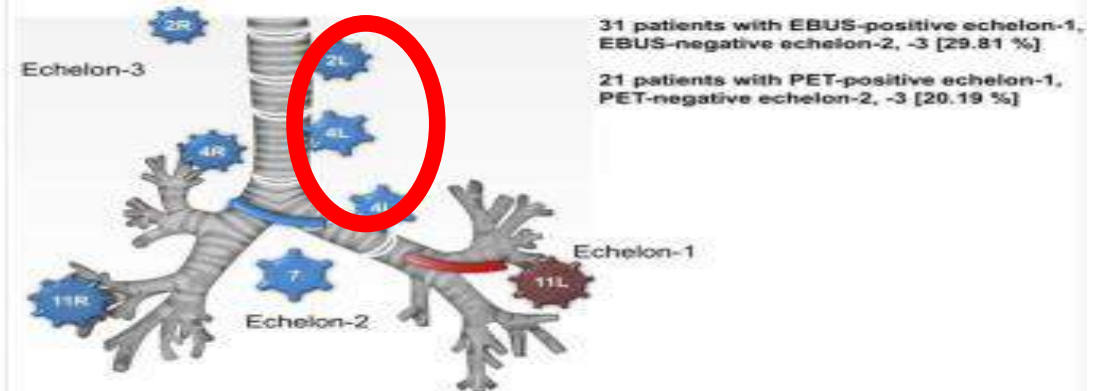 2R
31 patients with EBUS-positive echelon-1,
EBUS-negative echelon-2, -3 [29.81 %]
Echelon-3
2L
21 patients with PET-positive echelon-1,
PET-negative echelon-2, -3 [20.19 %]
4L
4R
4L
Echelon-1
7
11L
11R
Echelon-2